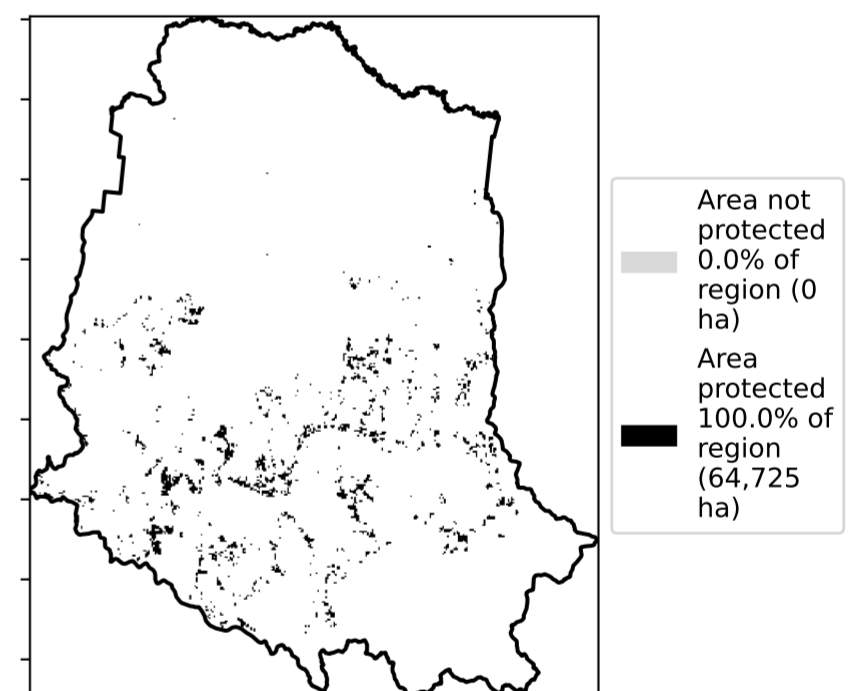 Area not
protected
0.0% of
region (0
ha)
Area
protected
100.0% of
region
(64,725
ha)